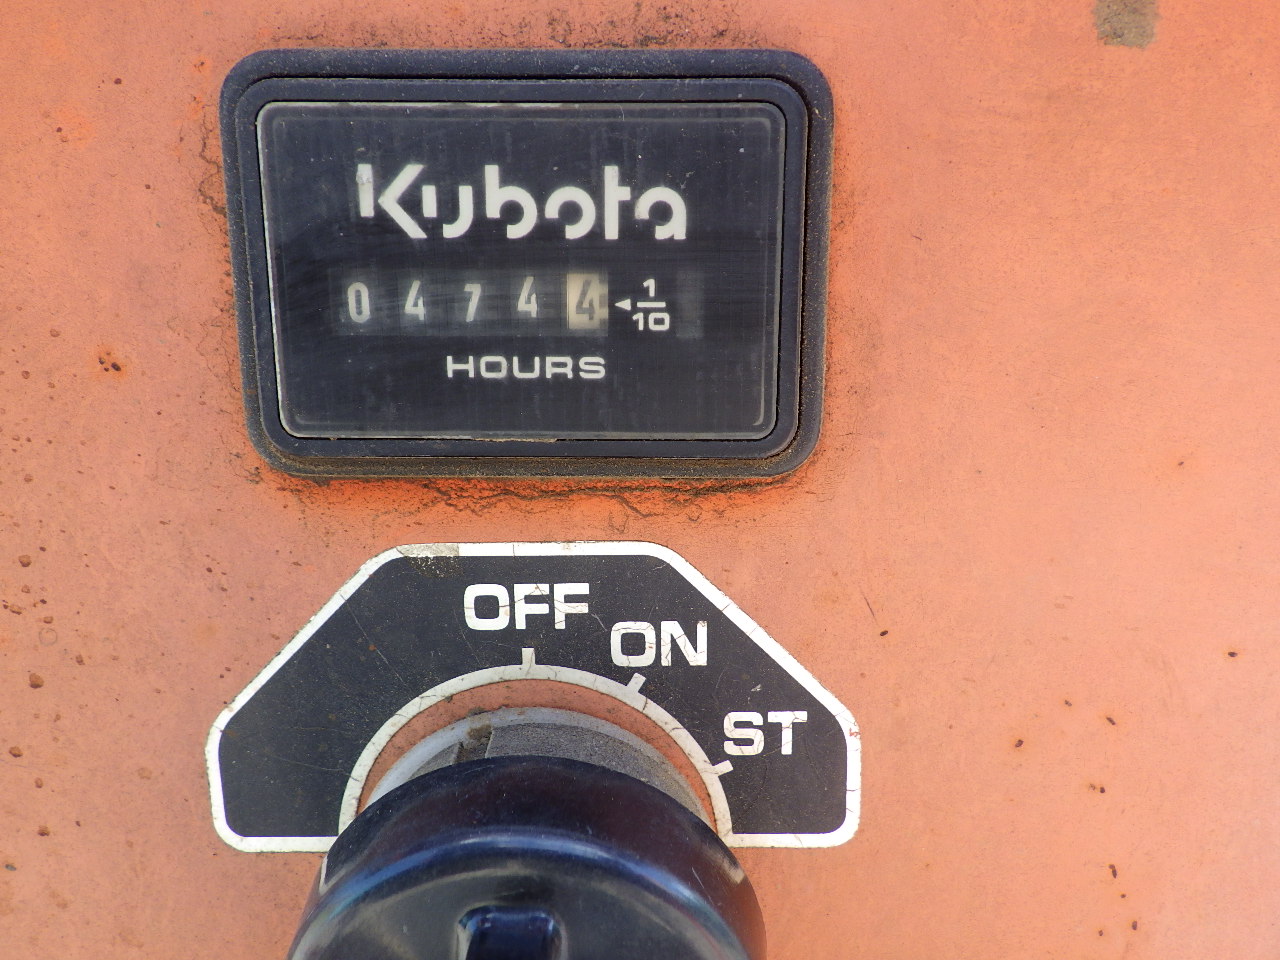 Kubota
04744 ◄ 1/10
HOURS
OFF
ON
ST